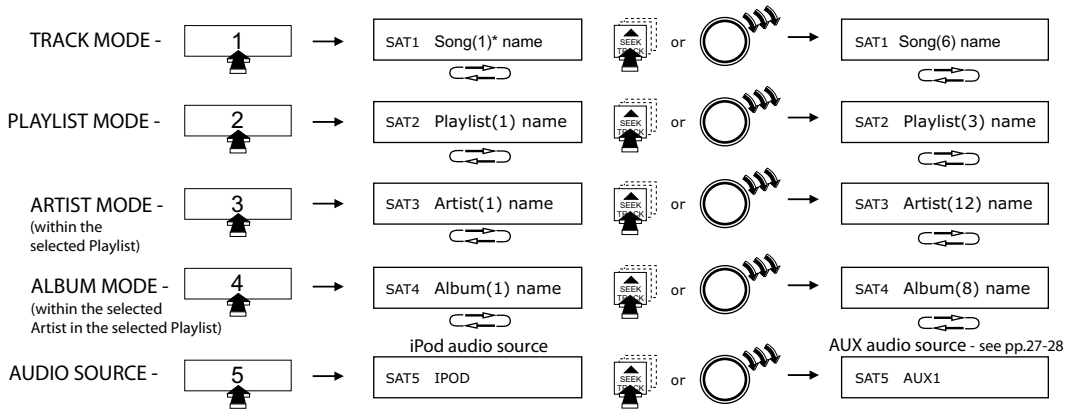 TRACK MODE - 1 SAT1 Song(1)* name SEEK TRACK or SAT1 Song(6) name
PLAYLIST MODE - 2 SAT2 Playlist(1) name SEEK TRACK or SAT2 Playlist(3) name
ARTIST MODE - 3 SAT3 Artist(1) name SEEK TRACK or SAT3 Artist(12) name
(within the
selected Playlist)
ALBUM MODE - 4 SAT4 Album(1) name SEEK TRACK or SAT4 Album(8) name
(within the selected
Artist in the selected Playlist)
iPod audio source AUX audio source - see pp.27-28
AUDIO SOURCE - 5 SAT5 IPOD SEEK TRACK or SAT5 AUX1